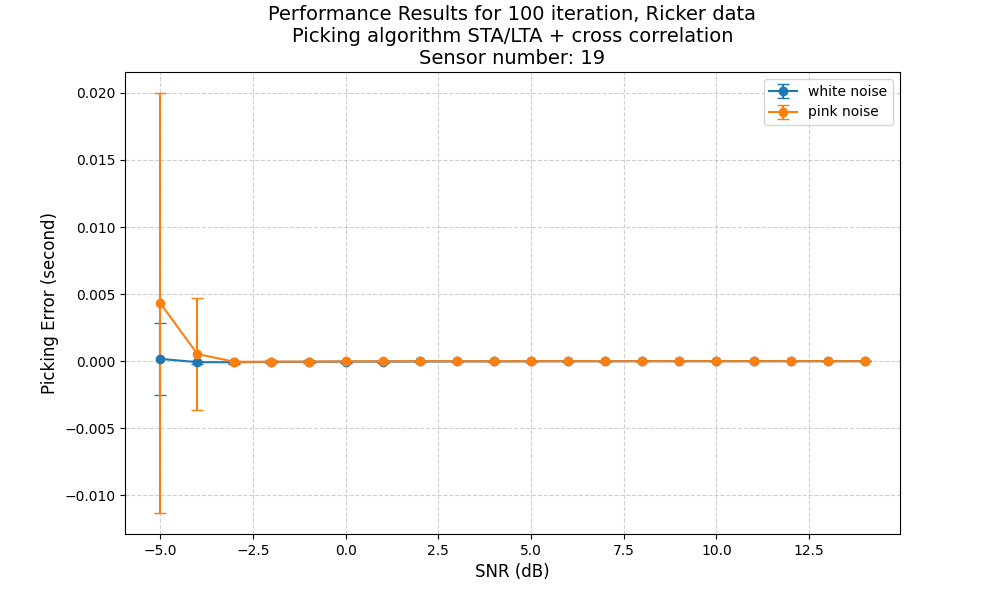 Performance Results for 100 iteration, Ricker data
Picking algorithm STA/LTA + cross correlation
Sensor number: 19
white noise
pink noise
Picking Error (second)
0.020
0.015
0.010
0.005
0.000
−0.005
−0.010
−5.0
−2.5
0.0
2.5
5.0
7.5
10.0
12.5
SNR (dB)